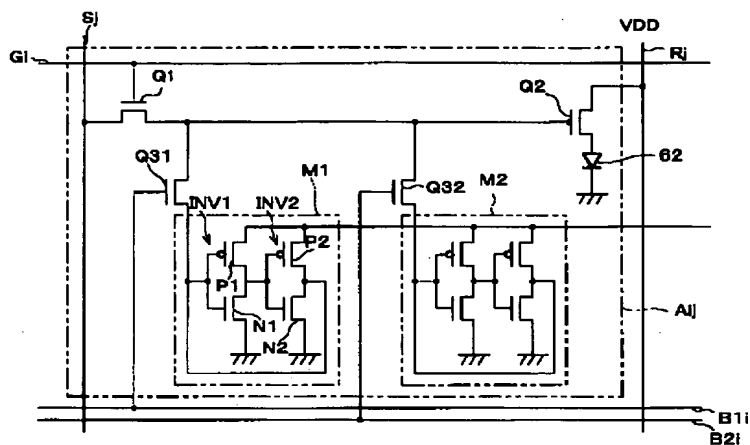 Sj
VDD
Gi
Rj
Q1
Q2
Q31
M1
62
INV1
INV2
Q32
M2
P2
P1
N1
Aij
N2
B1i
B2i